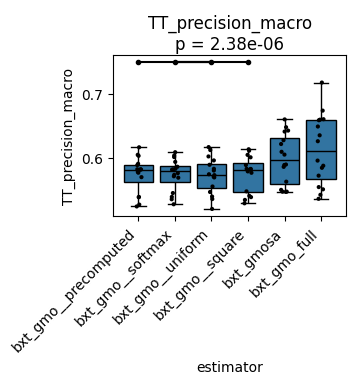 TT_precision_macro
p = 2.38e-06
TT_precision_macro
0.7
0.6
bxt_gmo__precomputed
bxt_gmo__softmax
bxt_gmo__uniform
bxt_gmo__square
bxt_gmosa
bxt_gmo_full
estimator